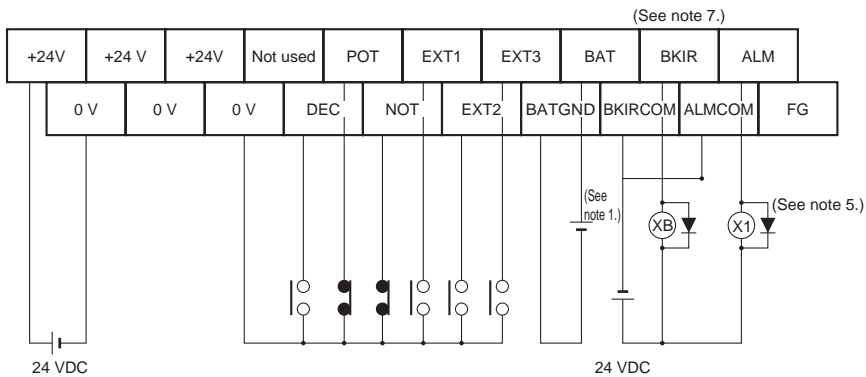 (See note 7.)
+24V +24 V +24V Not used POT EXT1 EXT3 BAT BKIR ALM
0 V 0 V 0 V DEC NOT EXT2 BATGND BKIRCOM ALMCOM FG
(See
note 1.)
XB X1 (See note 5.)
24 VDC 24 VDC